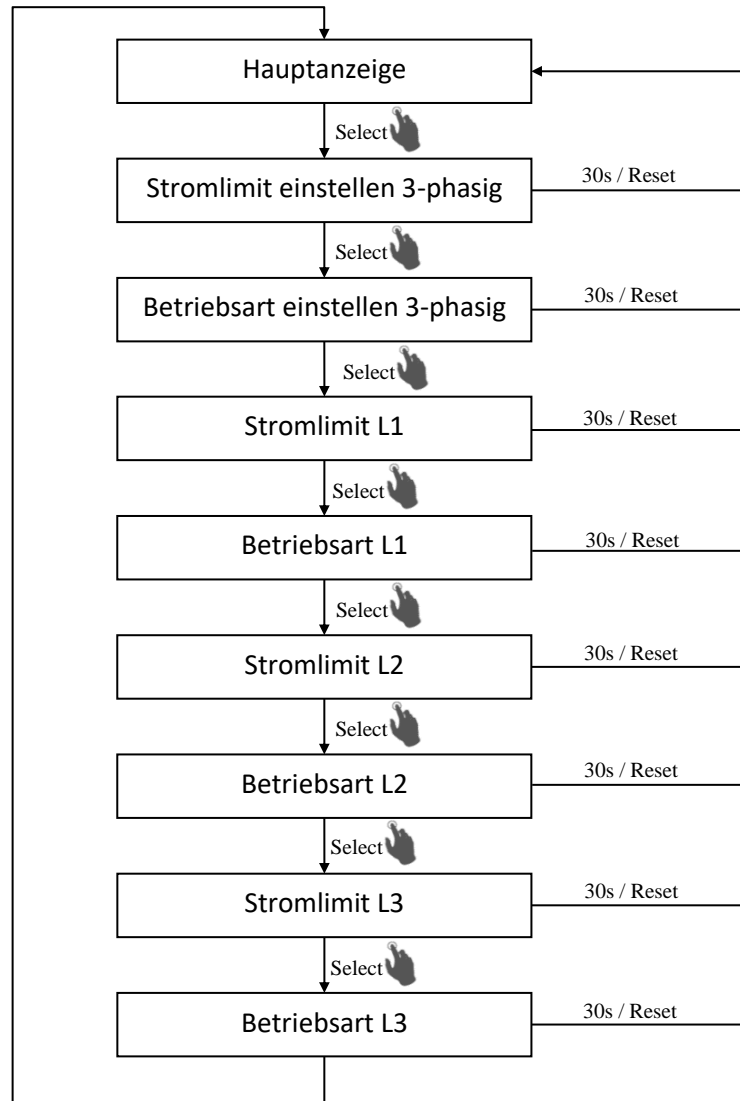 Hauptanzeige
Select
Stromlimit einstellen 3-phasig
30s / Reset
Select
Betriebsart einstellen 3-phasig
30s / Reset
Select
Stromlimit L1
30s / Reset
Select
Betriebsart L1
30s / Reset
Select
Stromlimit L2
30s / Reset
Select
Betriebsart L2
30s / Reset
Select
Stromlimit L3
30s / Reset
Select
Betriebsart L3
30s / Reset